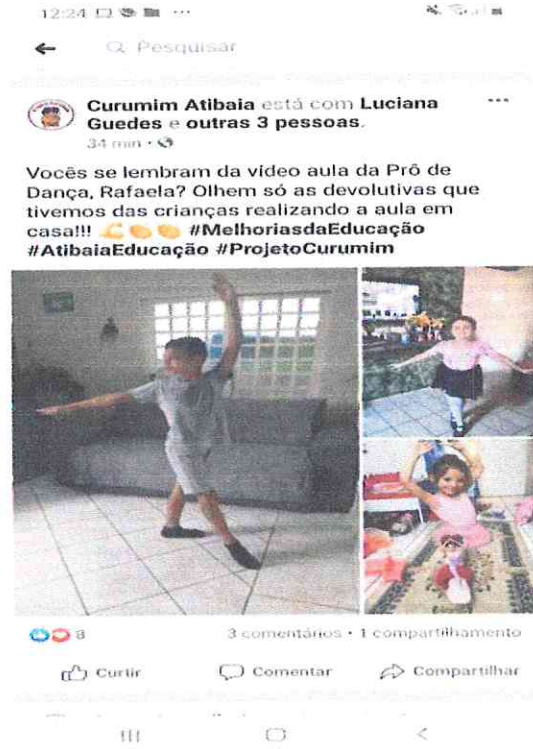 12:24
Pesquisar
Curumim Atibaia está com Luciana
Guedes e outras 3 pessoas.
34 min
Vocês se lembram da vídeo aula da Prô de
Dança, Rafaela? Olhem só as devolutivas que
tivemos das crianças realizando a aula em
casa!!! 💪👏👏 #MelhoriasdaEducação
#AtibaiaEducação #ProjetoCurumim
8 3 comentários • 1 compartilhamento
Curtir Comentar Compartilhar